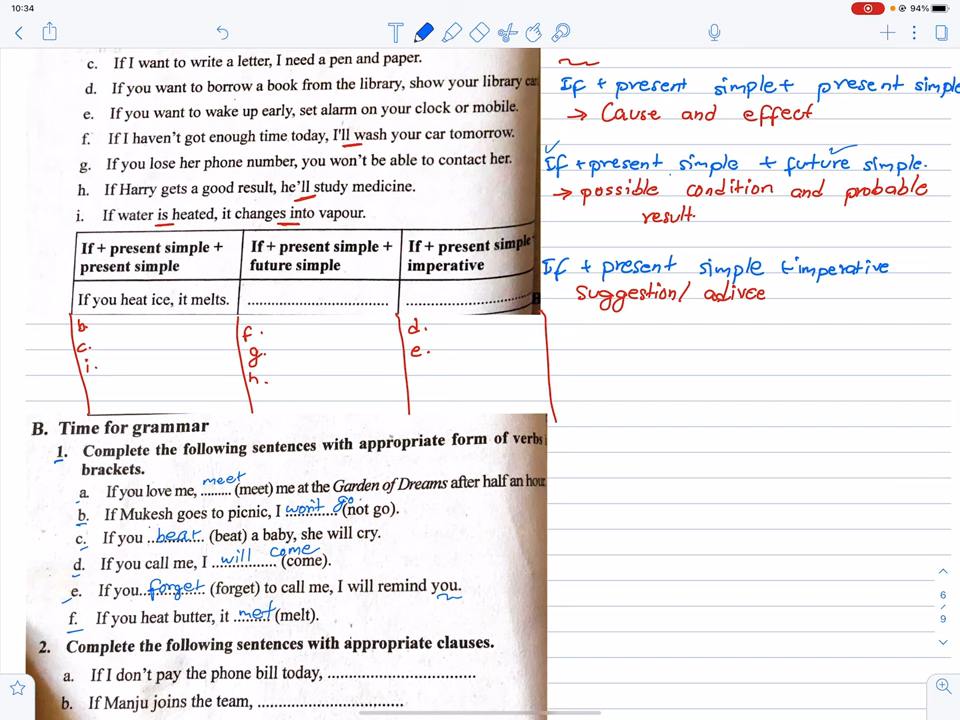 10:34
94%
c. If I want to write a letter, I need a pen and paper.
d. If you want to borrow a book from the library, show your library
e. If you want to wake up early, set alarm on your clock or mobile.
f. If I haven't got enough time today, I'll wash your car tomorrow.
g. If you lose her phone number, you won't be able to contact her.
h. If Harry gets a good result, he'll study medicine.
i. If water is heated, it changes into vapour.
If + present simple + present simple
→ Cause and effect
If + present simple + future simple.
→ possible condition and probable
result.
If + present simple + imperative
Suggestion/ advice
If + present simple + If + present simple + If + present simple +
present simple future simple imperative
If you heat ice, it melts. .................................... ....................................
b. f. d.
c. g. e.
i. h.
B. Time for grammar
1. Complete the following sentences with appropriate form of verbs
brackets.
a. If you love me, meet (meet) me at the Garden of Dreams after half an hour
b. If Mukesh goes to picnic, I won't go. (not go).
c. If you beat (beat) a baby, she will cry.
d. If you call me, I will come (come).
e. If you forget (forget) to call me, I will remind you.
f. If you heat butter, it met (melt).
2. Complete the following sentences with appropriate clauses.
a. If I don't pay the phone bill today, ....................................
b. If Manju joins the team, ....................................
6
/
9